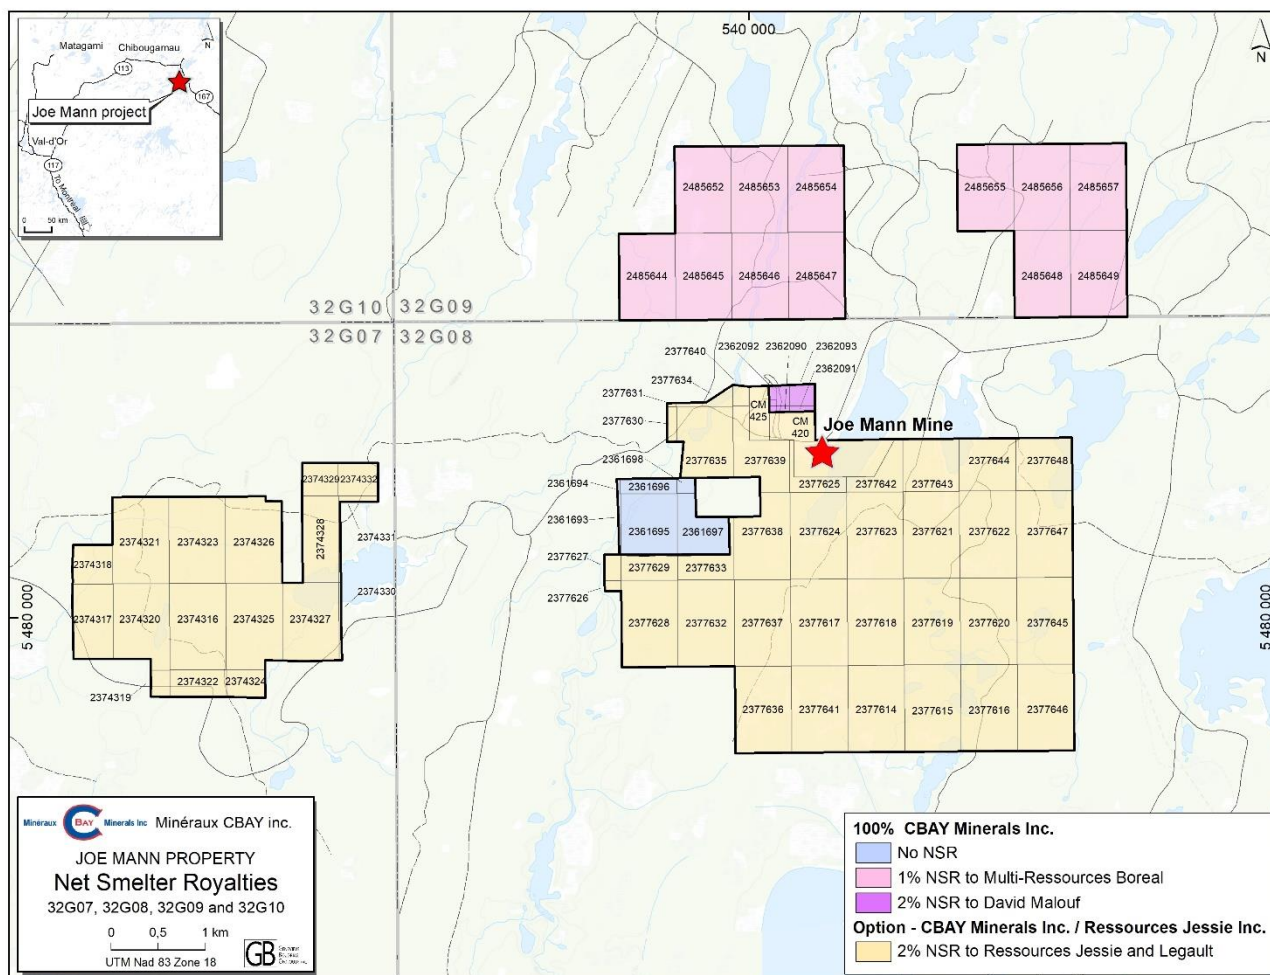 540 000
N
Matagami Chibougamau
N
113
167
Joe Mann project
Val-d'Or
117
To Montréal
0 50 km
2485652 2485653 2485654
2485655 2485656 2485657
2485644 2485645 2485646 2485647
2485648 2485649
32G10 32G09
32G07 32G08
2362092 2362090 2362093
2377640
2362091
2377634
2377631
2377630
CM
425
CM
420
Joe Mann Mine
2361698
2377635 2377639
2377644 2377648
2377625 2377642 2377643
2374329 2374332
2361694 2361696
2361693
2361695 2361697 2377638 2377624 2377623 2377621 2377622 2377647
2374321 2374323 2374326 2374328
2374331
2374318
2377627
2377629 2377633
2374330
2377626
2374317 2374320 2374316 2374325 2374327
2377628 2377632 2377637 2377617 2377618 2377619 2377620 2377645
5 480 000
5 480 000
2374319
2374322 2374324
2377636 2377641 2377614 2377615 2377616 2377646
Minéraux CBAY Minerals Inc Minéraux CBAY inc.
JOE MANN PROPERTY
Net Smelter Royalties
32G07, 32G08, 32G09 and 32G10
0 0,5 1 km
UTM Nad 83 Zone 18
GB
100% CBAY Minerals Inc.
No NSR
1% NSR to Multi-Ressources Boreal
2% NSR to David Malouf
Option - CBAY Minerals Inc. / Ressources Jessie Inc.
2% NSR to Ressources Jessie and Legault